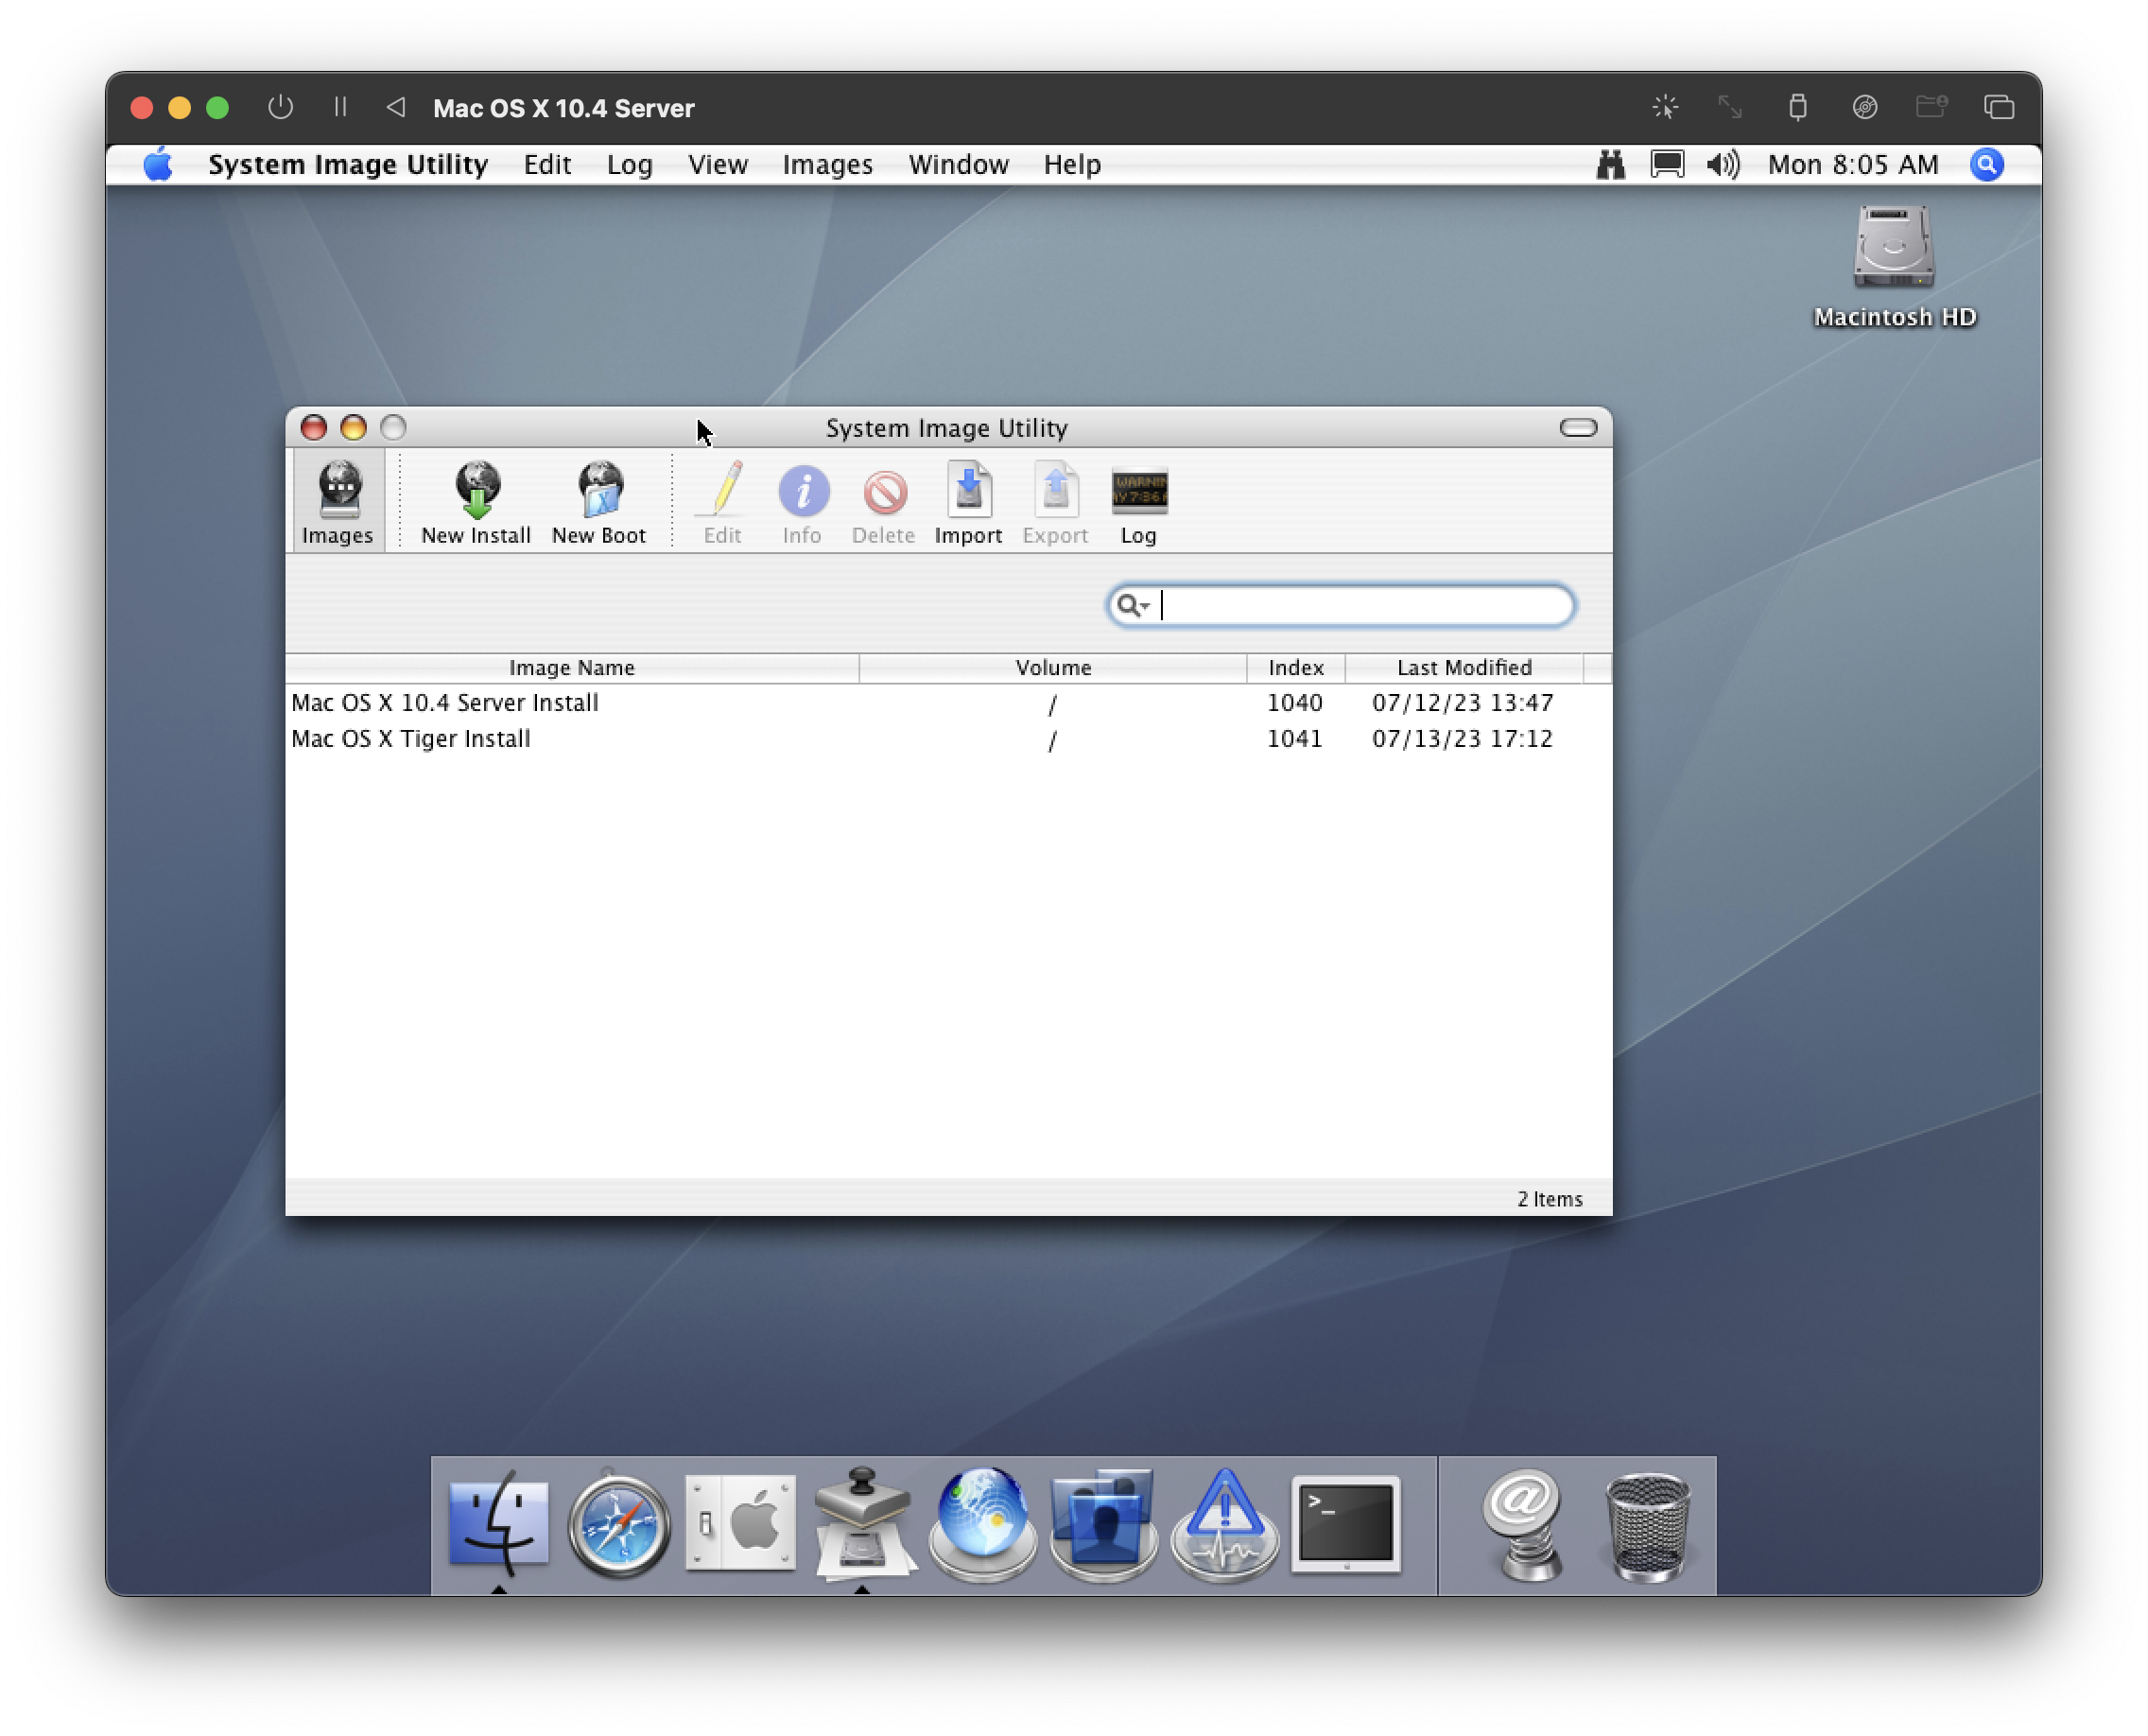 Mac OS X 10.4 Server
System Image Utility Edit Log View Images Window Help Mon 8:05 AM
Macintosh HD
System Image Utility
Images New Install New Boot Edit Info Delete Import Export Log
Image Name Volume Index Last Modified
Mac OS X 10.4 Server Install / 1040 07/12/23 13:47
Mac OS X Tiger Install / 1041 07/13/23 17:12
2 Items